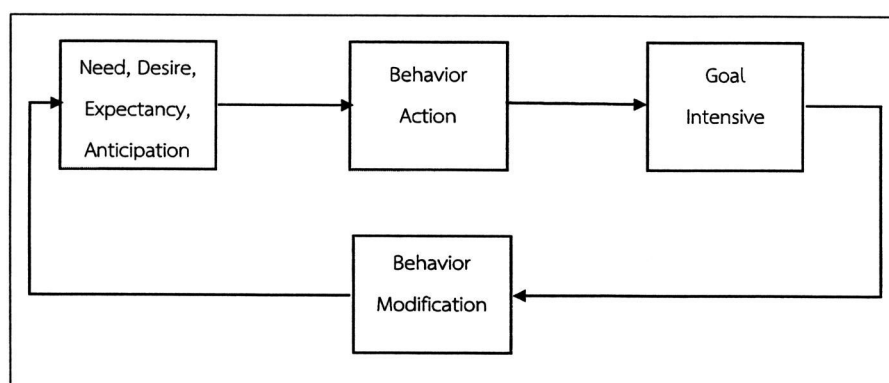 Need, Desire,
Expectancy,
Anticipation
Behavior
Action
Goal
Intensive
Behavior
Modification